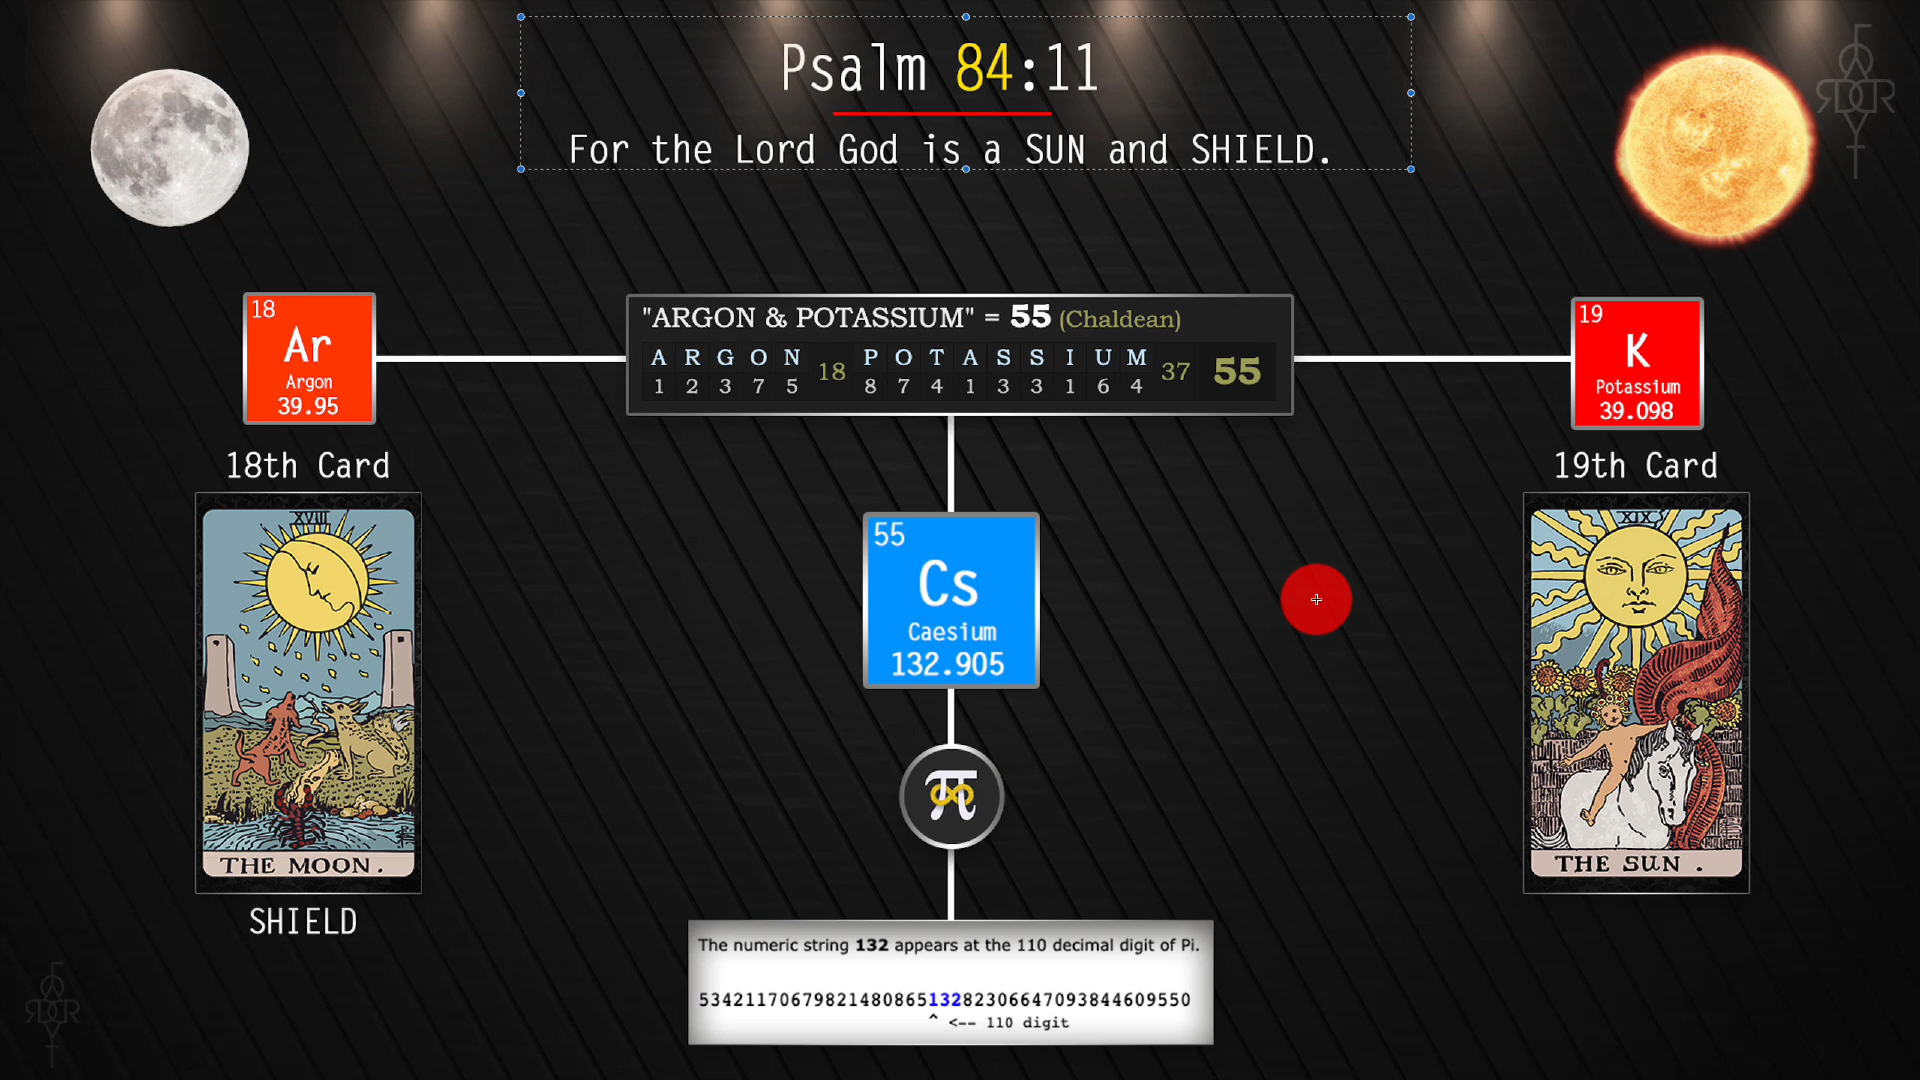 Psalm 84:11
For the Lord God is a SUN and SHIELD.
18
Ar
Argon
39.95
"ARGON & POTASSIUM" = 55 (Chaldean)
A R G O N 18 P O T A S S I U M 37 55
1 2 3 7 5 8 7 4 1 3 3 1 6 4
19
K
Potassium
39.098
18th Card
19th Card
XVIII
THE MOON.
SHIELD
55
Cs
Caesium
132.905
π
∞
XIX
THE SUN .
The numeric string 132 appears at the 110 decimal digit of Pi.
5342117067982148086513282306647093844609550
^ <-- 110 digit